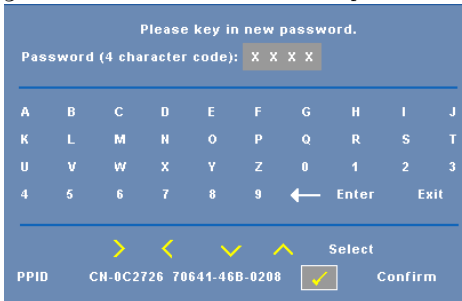 Please key in new password.
Password (4 character code): X X X X
A B C D E F G H I J
K L M N O P Q R S T
U V W X Y Z 0 1 2 3
4 5 6 7 8 9 Enter Exit
Select
PPID CN-0C2726 70641-46B-0208 Confirm